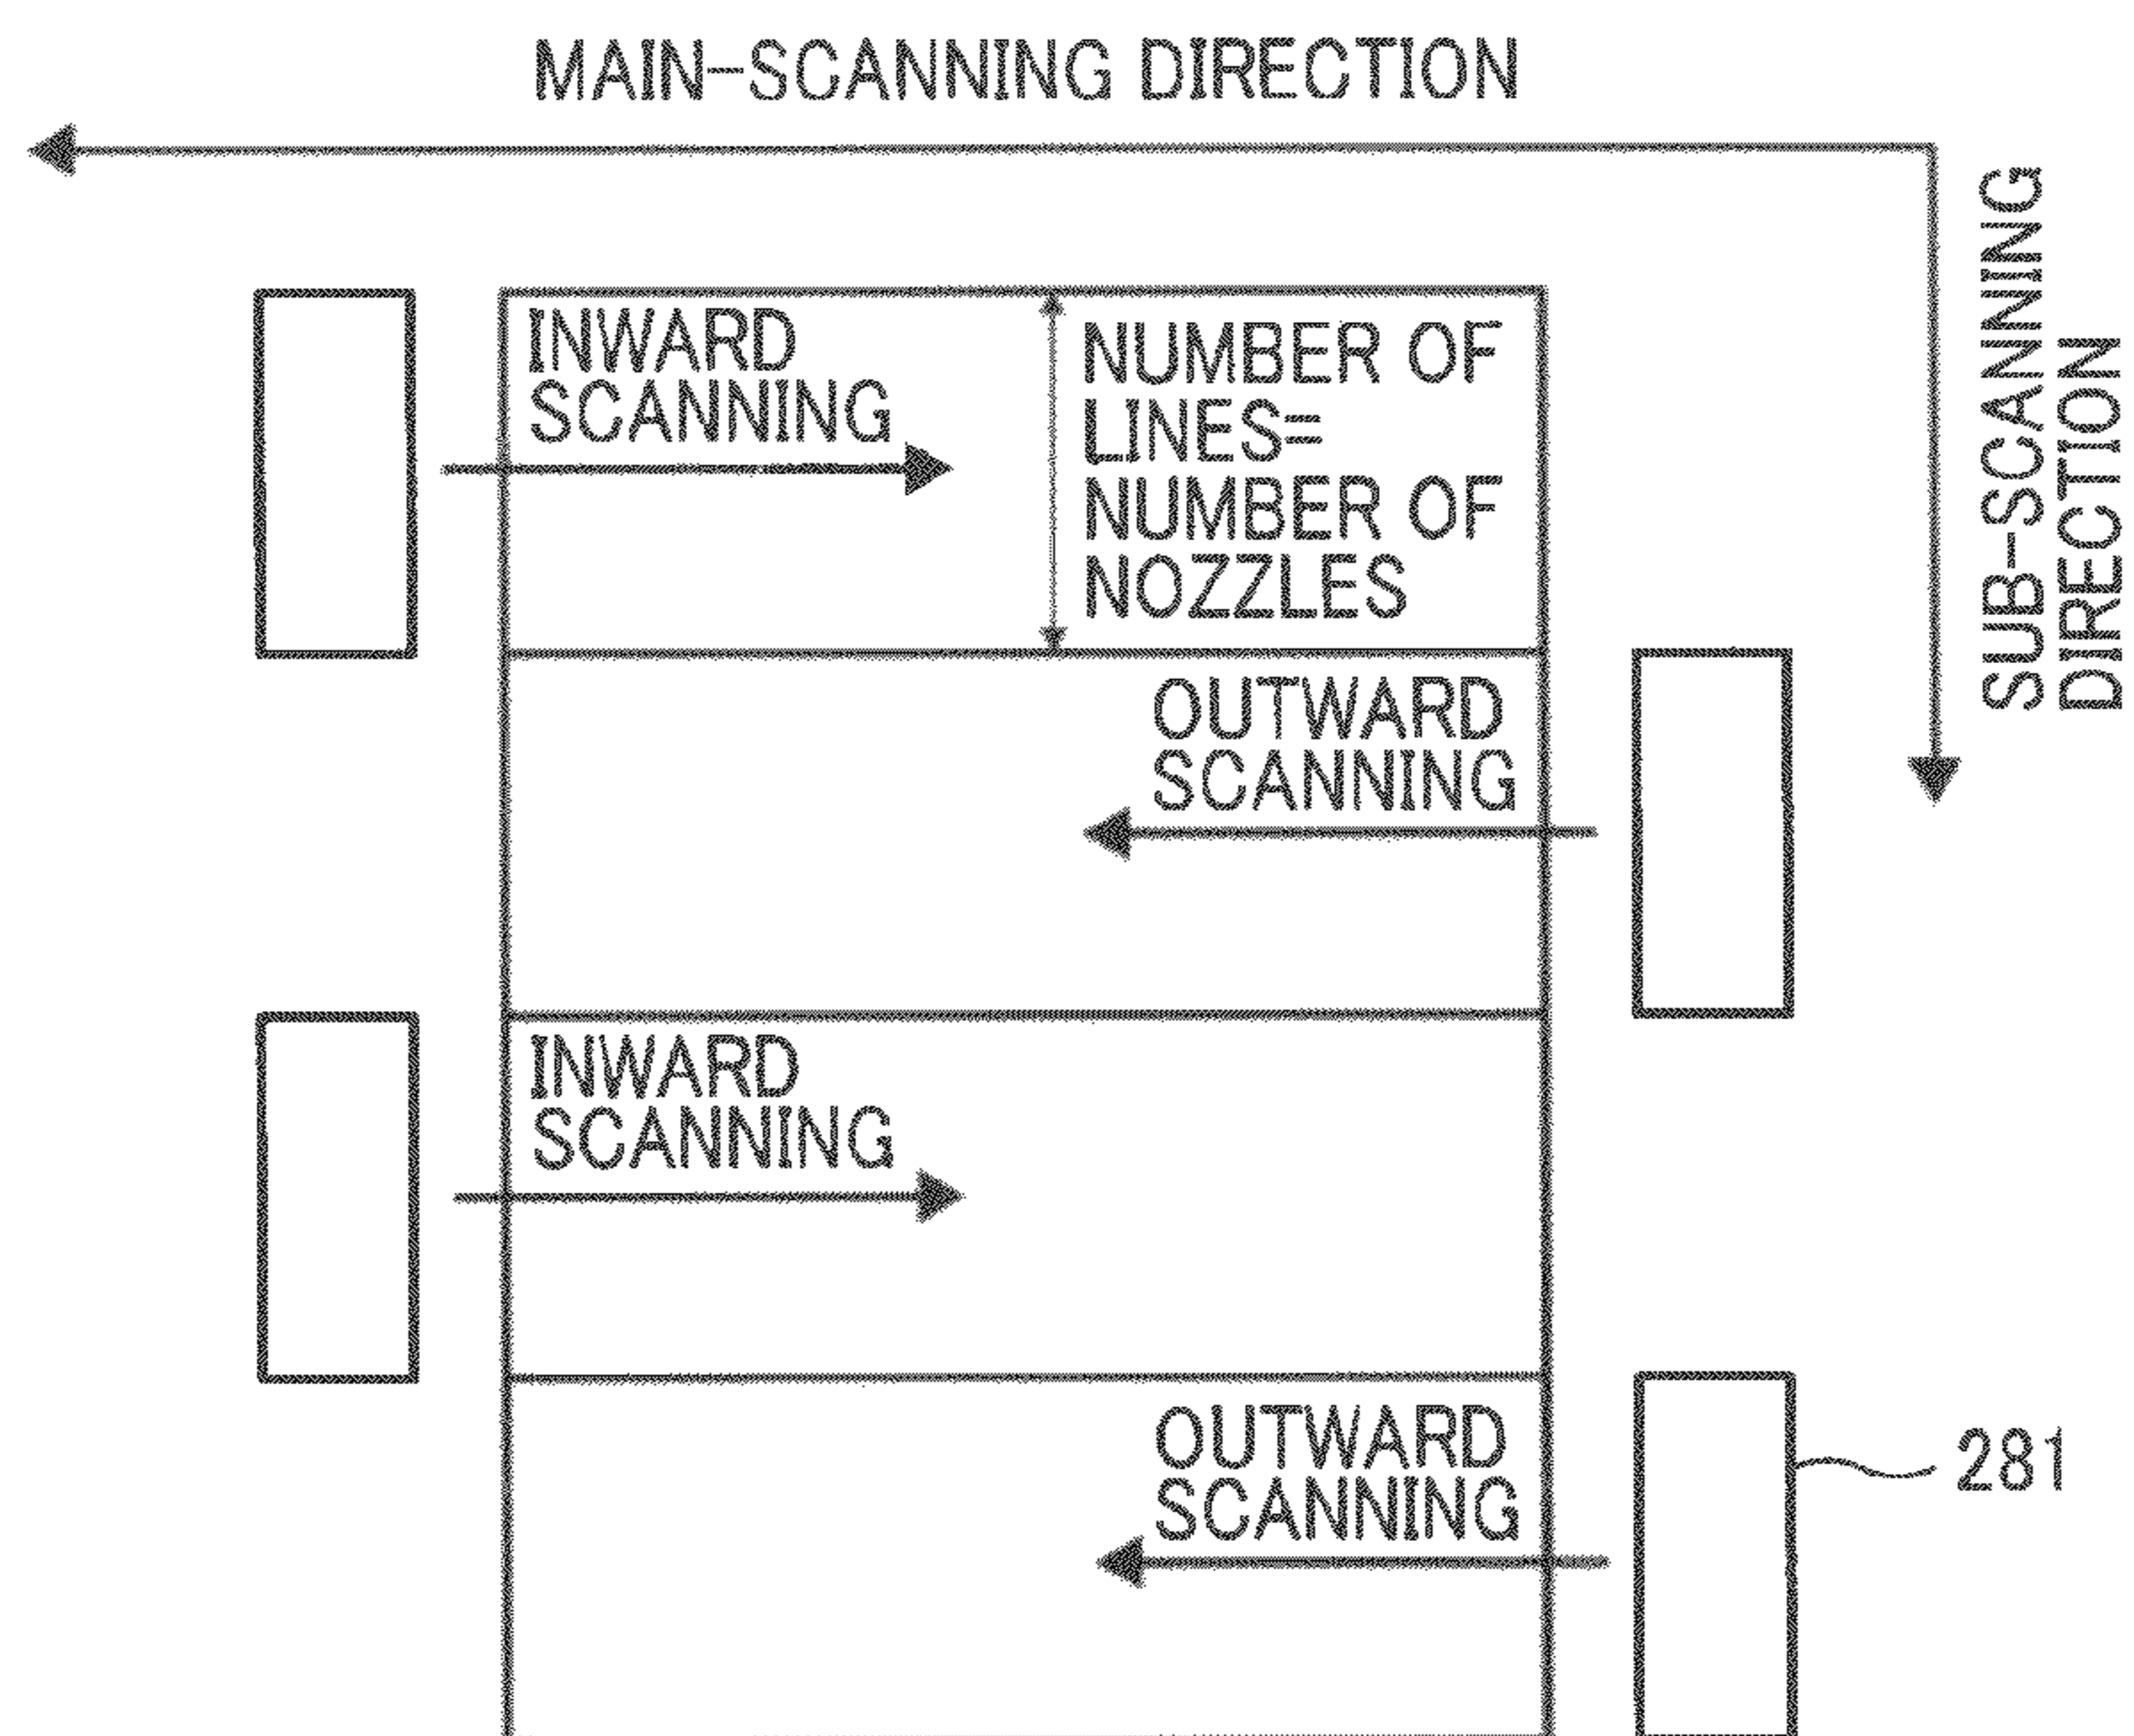 MAIN-SCANNING DIRECTION
SUB-SCANNING
DIRECTION
INWARD
SCANNING
NUMBER OF
LINES=
NUMBER OF
NOZZLES
OUTWARD
SCANNING
INWARD
SCANNING
OUTWARD
SCANNING
281